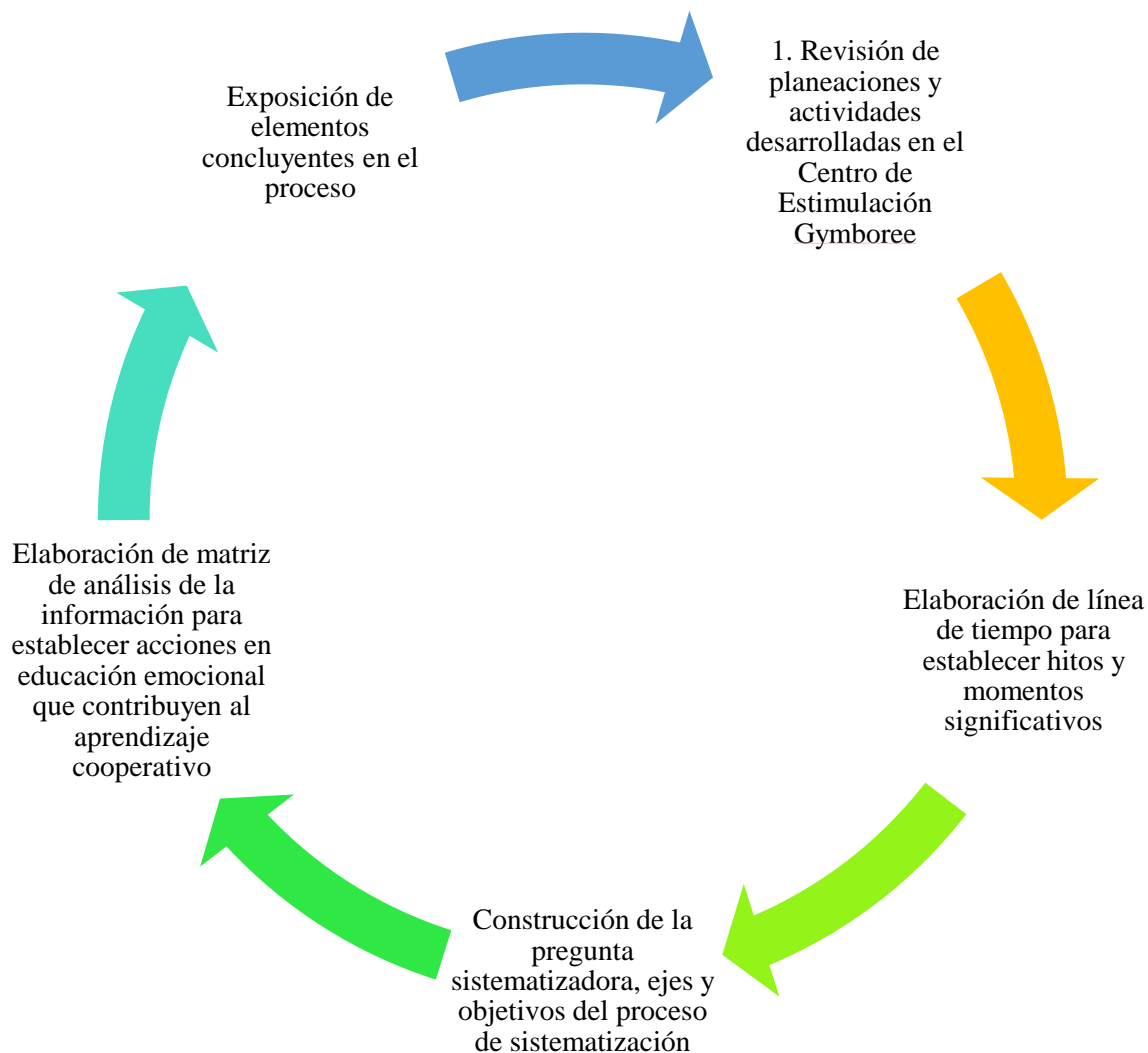 1. Revisión de
planeaciones y
actividades
desarrolladas en el
Centro de
Estimulación
Gymboree
Elaboración de línea
de tiempo para
establecer hitos y
momentos
significativos
Construcción de la
pregunta
sistematizadora, ejes y
objetivos del proceso
de sistematización
Elaboración de matriz
de análisis de la
información para
establecer acciones en
educación emocional
que contribuyen al
aprendizaje
cooperativo
Exposición de
elementos
concluyentes en el
proceso